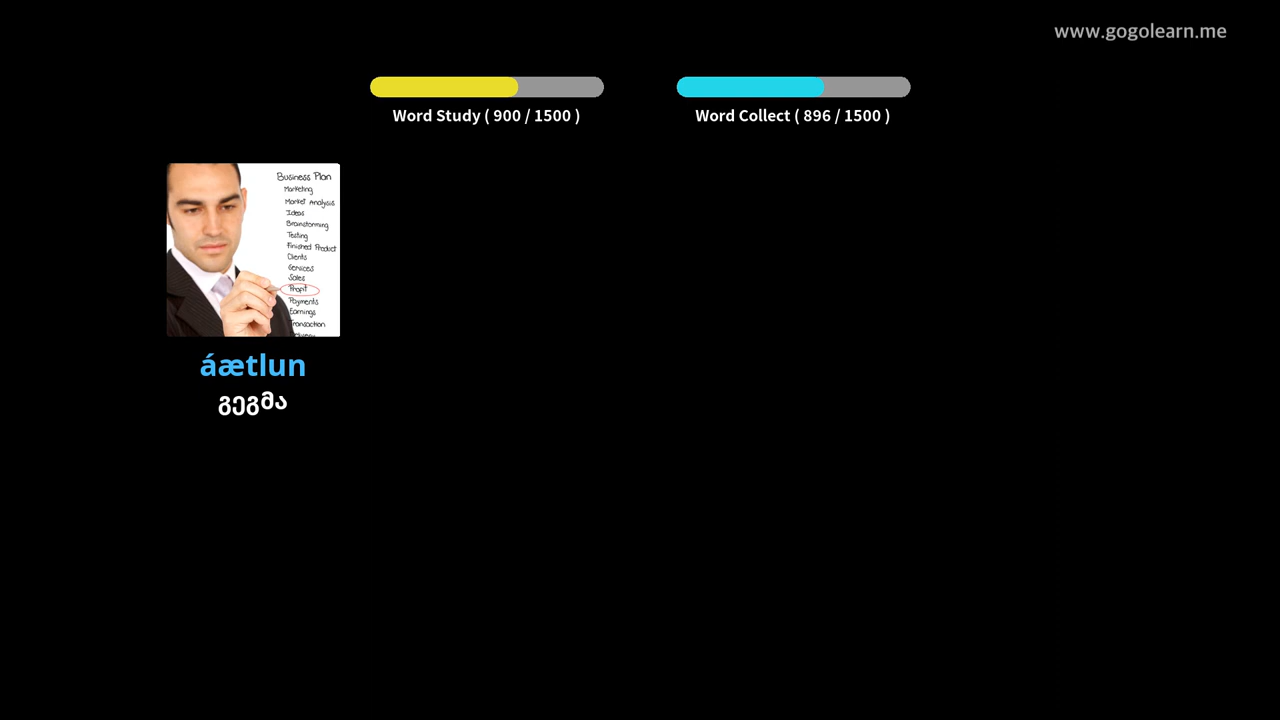 www.gogolearn.me
Word Study ( 900 / 1500 )
Word Collect ( 896 / 1500 )
Business Plan
Marketing
Market Analysis
Ideas
Brainstorming
Testing
Finished Product
Clients
Services
Sales
Profit
Payments
Earnings
Transaction
áætlun
გეგმა